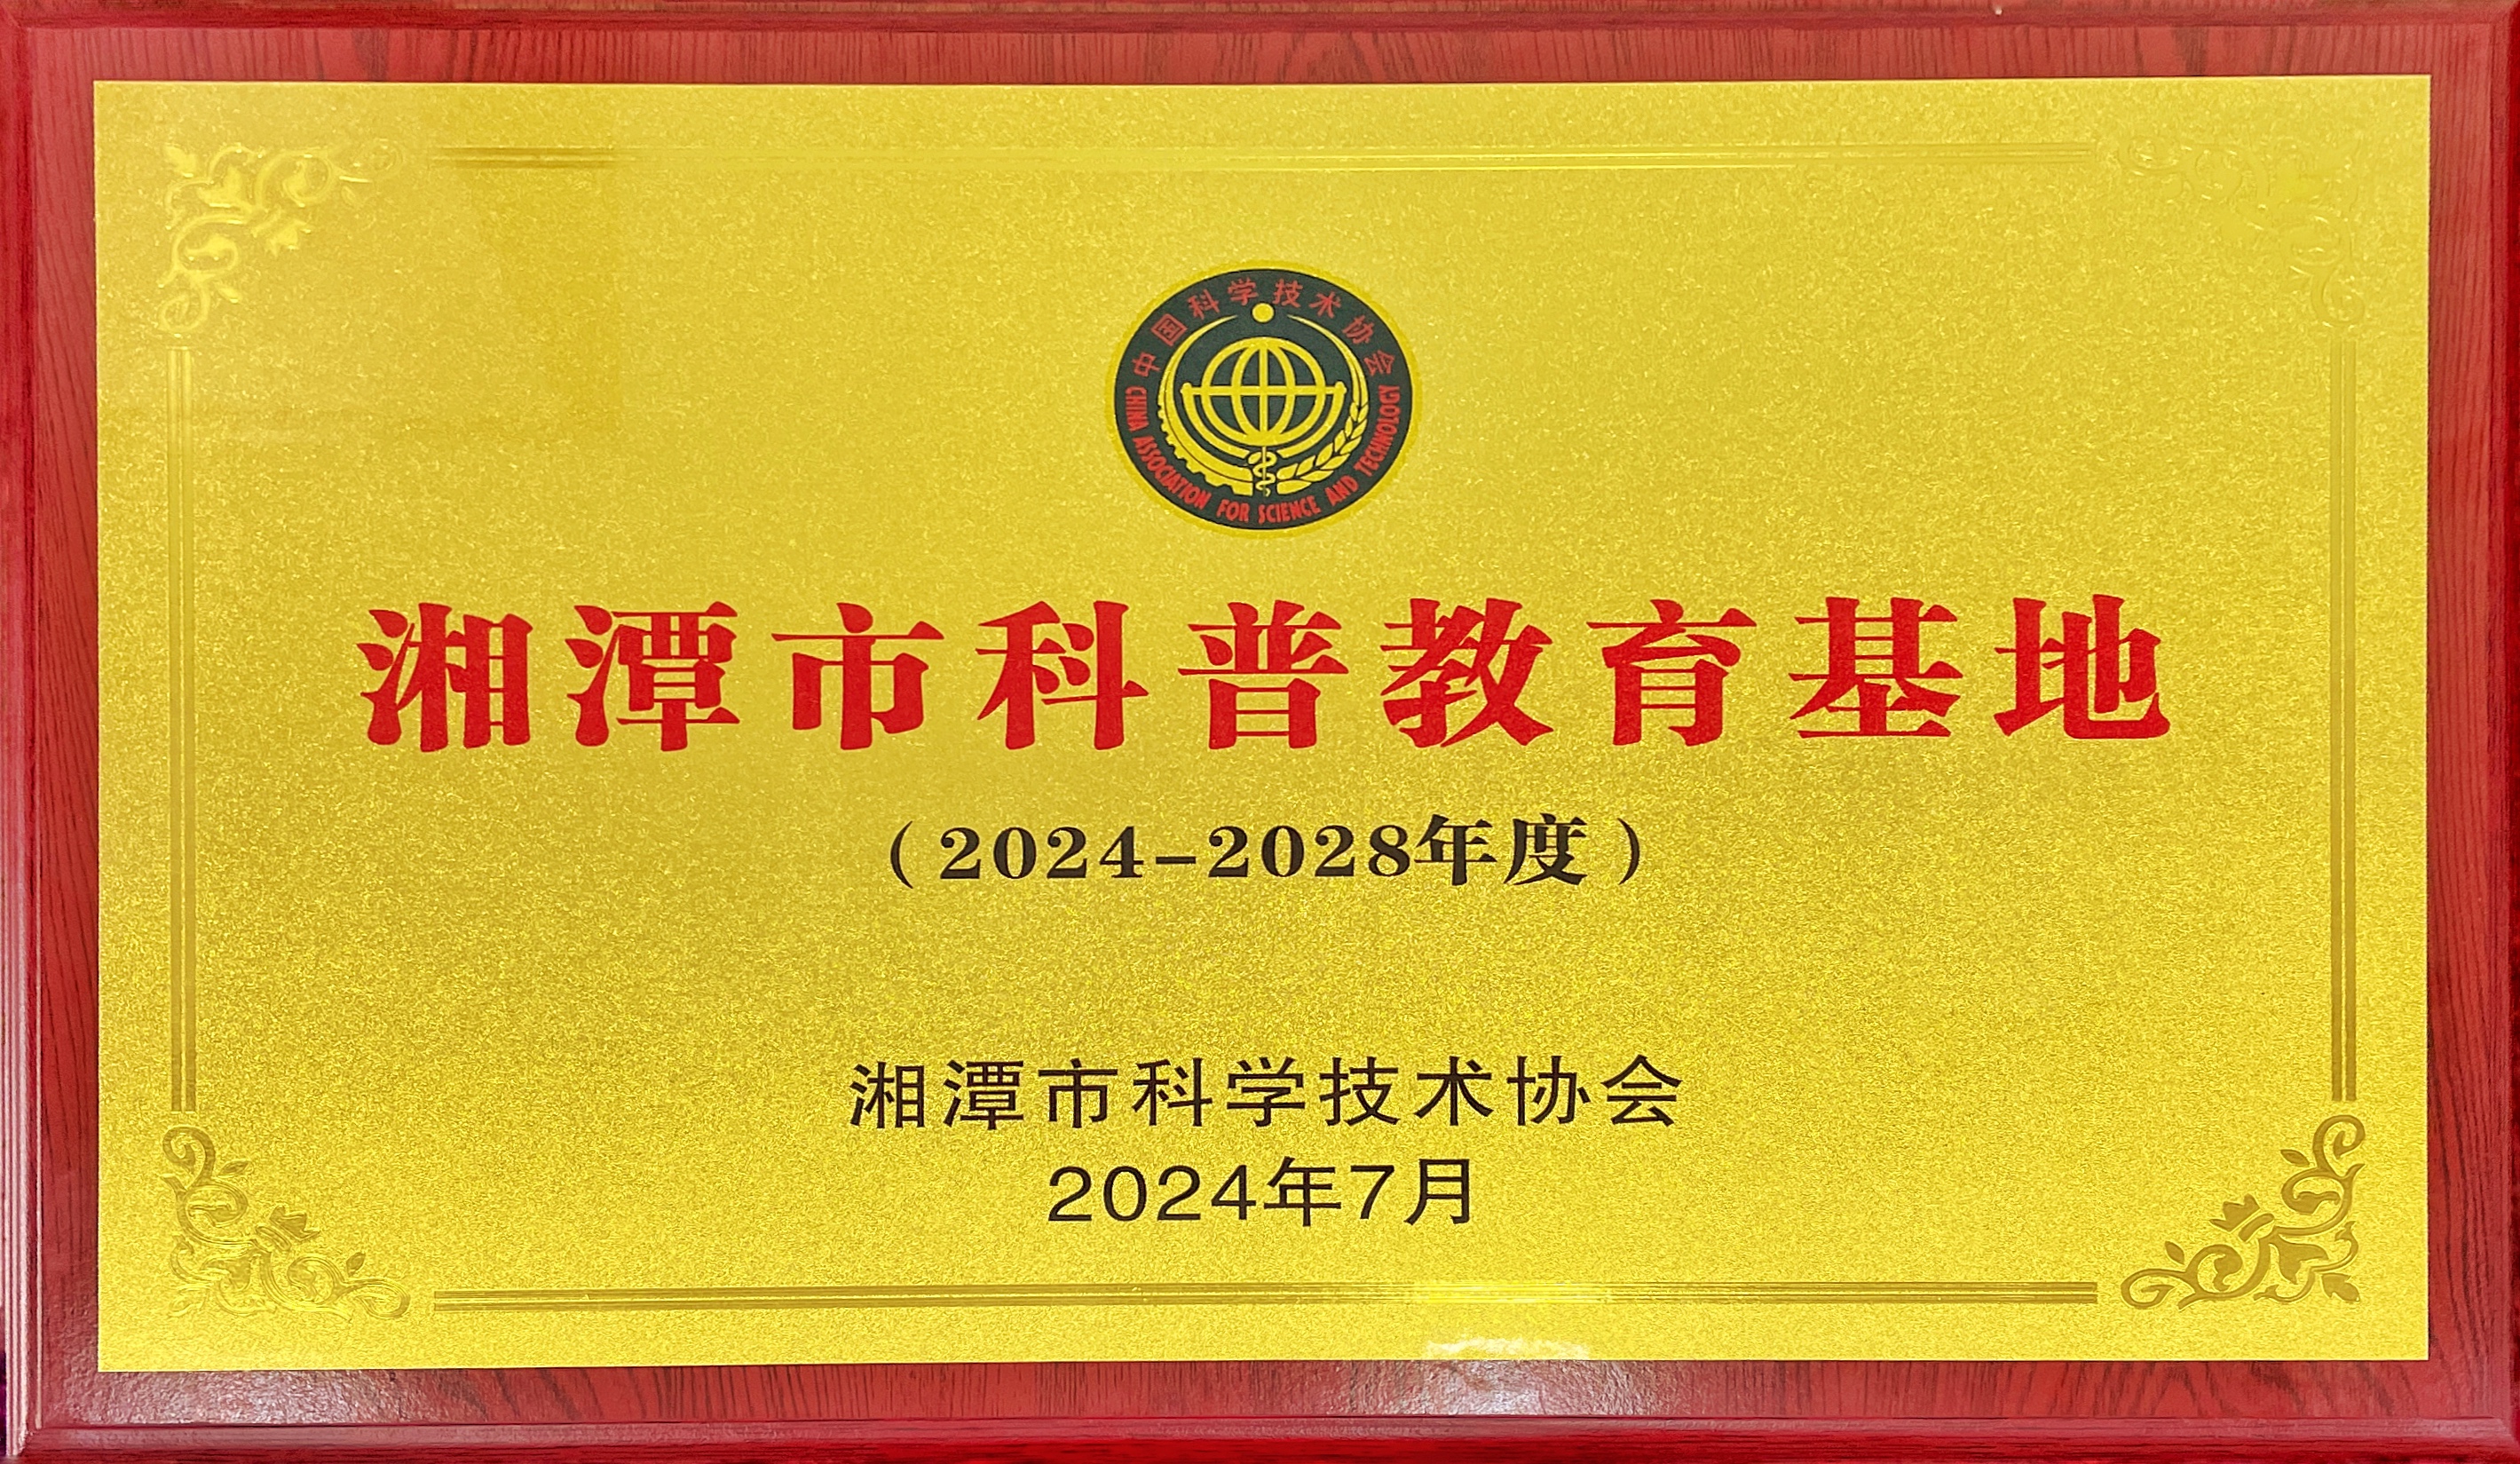 中国科学技术协会
CHINA ASSOCIATION FOR SCIENCE AND TECHNOLOGY
湘潭市科普教育基地
（2024-2028年度）
湘潭市科学技术协会
2024年7月